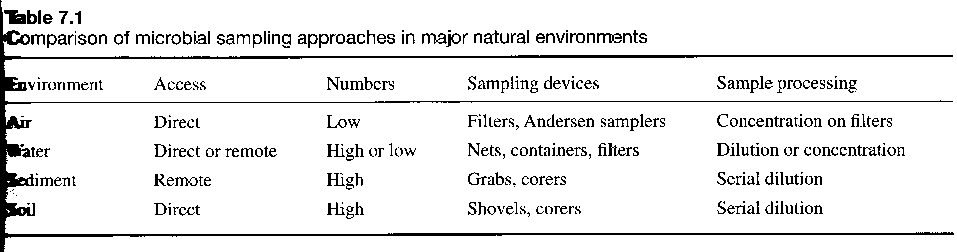 Table 7.1
Comparison of microbial sampling approaches in major natural environments
Environment Access Numbers Sampling devices Sample processing
Air Direct Low Filters, Andersen samplers Concentration on filters
Water Direct or remote High or low Nets, containers, filters Dilution or concentration
Sediment Remote High Grabs, corers Serial dilution
Soil Direct High Shovels, corers Serial dilution